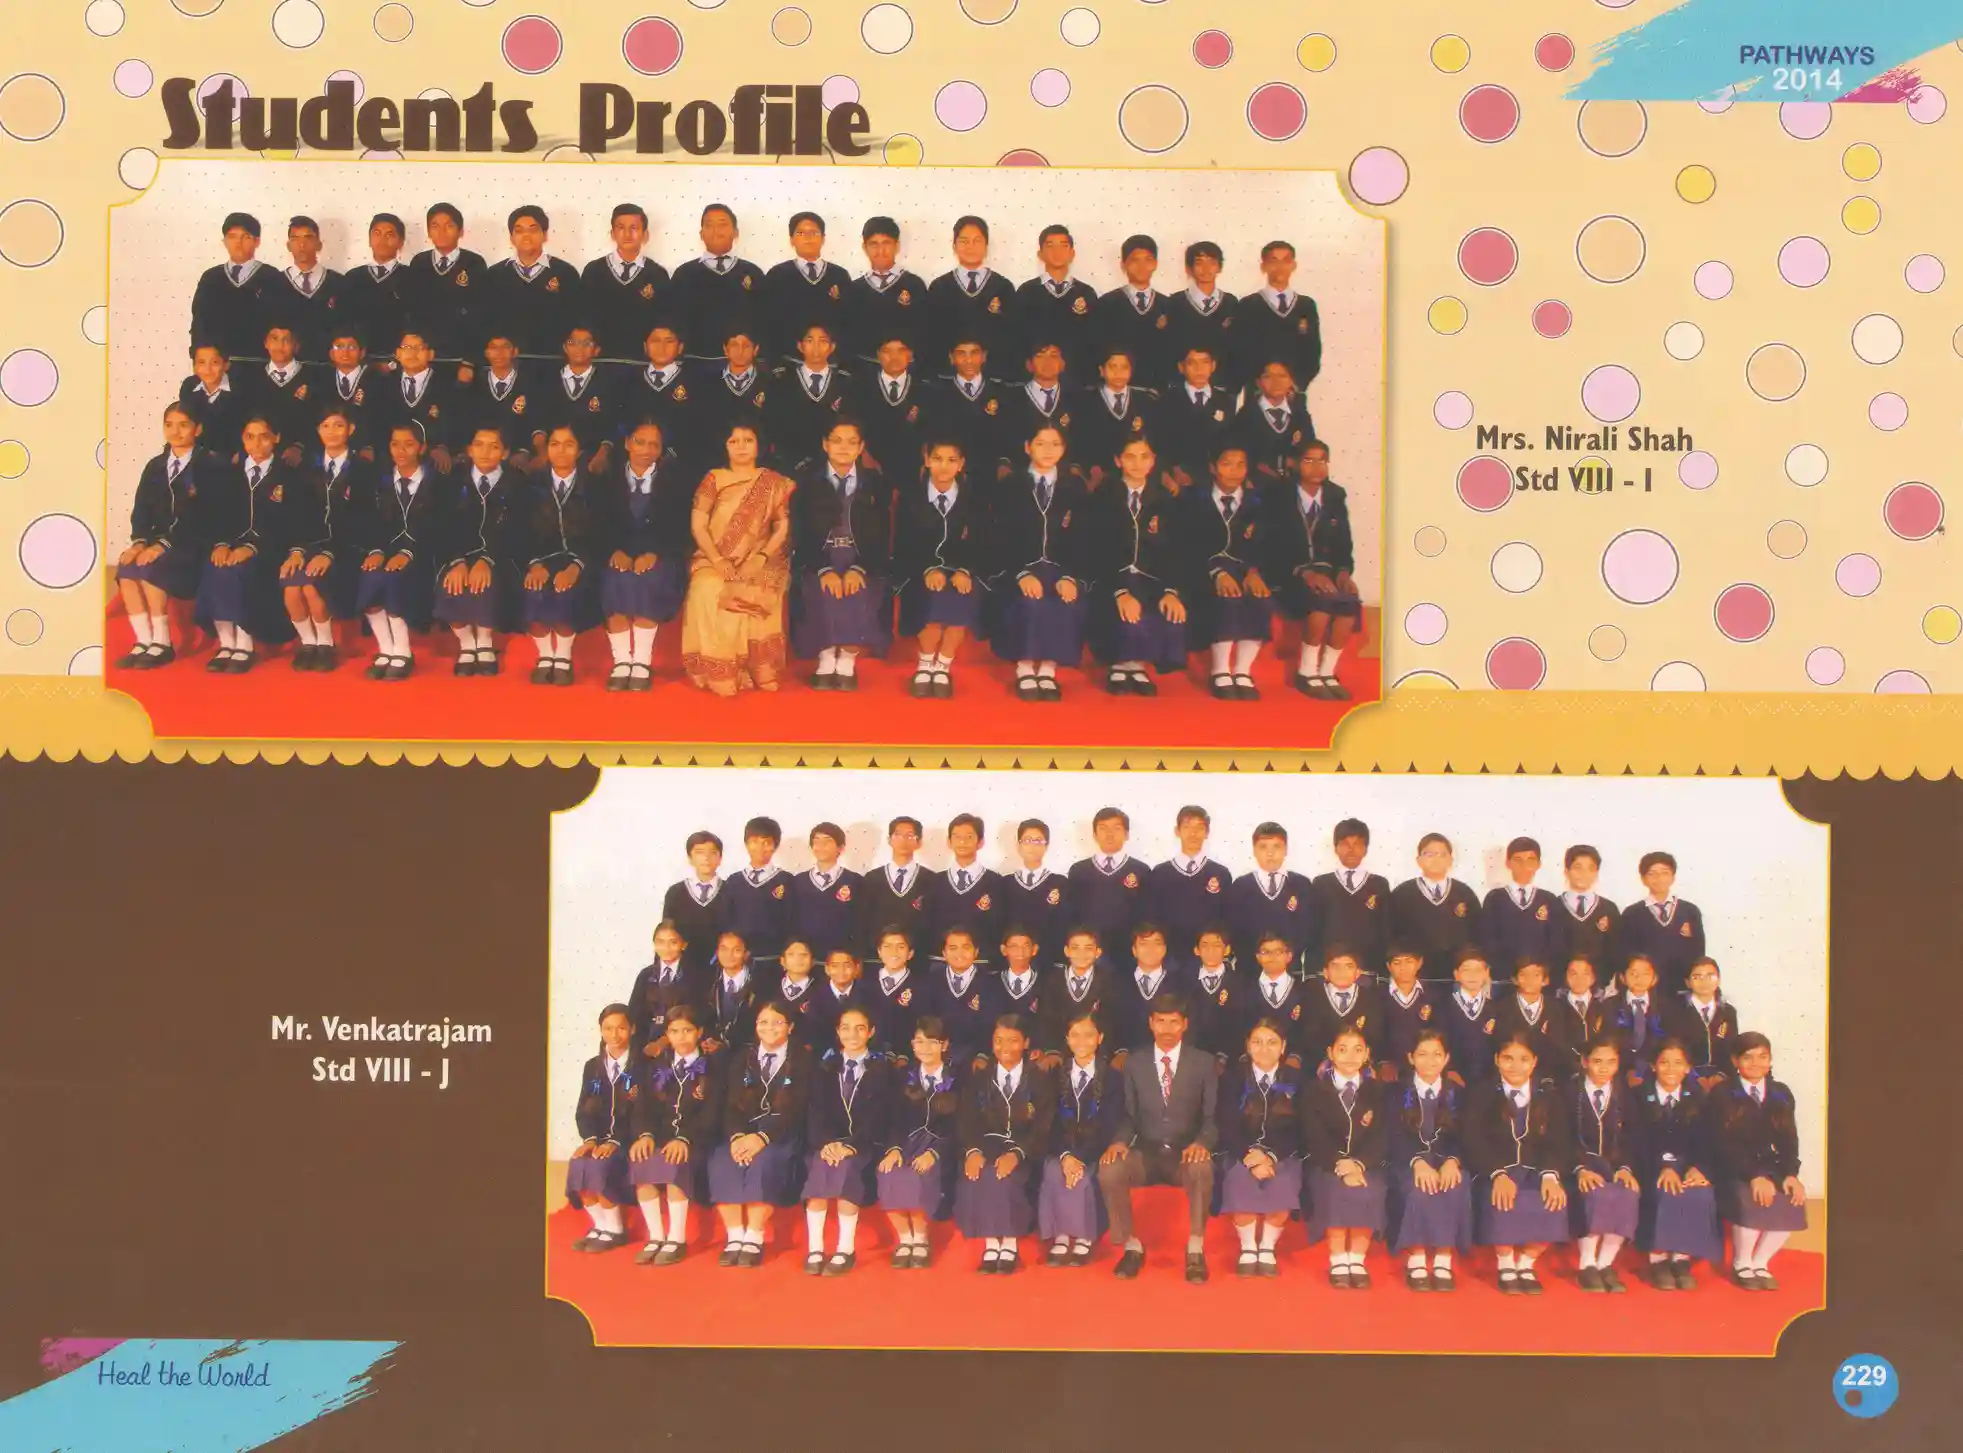 PATHWAYS
2014
Students Profile
Mrs. Nirali Shah
Std VIII - I
Mr. Venkatrajam
Std VIII - J
Heal the World
229